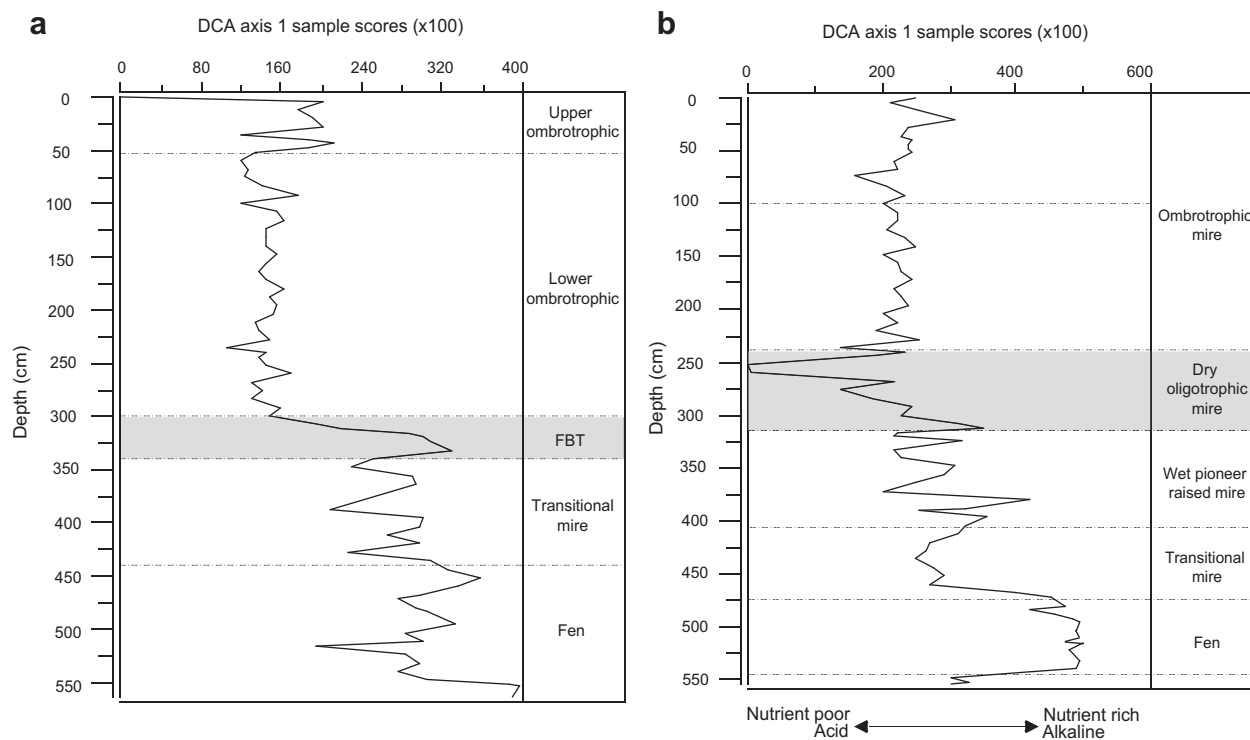 a
DCA axis 1 sample scores (x100)
0 80 160 240 320 400
Depth (cm)
0
50
100
150
200
250
300
350
400
450
500
550
Upper
ombrotrophic
Lower
ombrotrophic
FBT
Transitional
mire
Fen
b
DCA axis 1 sample scores (x100)
0 200 400 600
Depth (cm)
0
50
100
150
200
250
300
350
400
450
500
550
Ombrotrophic
mire
Dry
oligotrophic
mire
Wet pioneer
raised mire
Transitional
mire
Fen
Nutrient poor
Acid
Nutrient rich
Alkaline